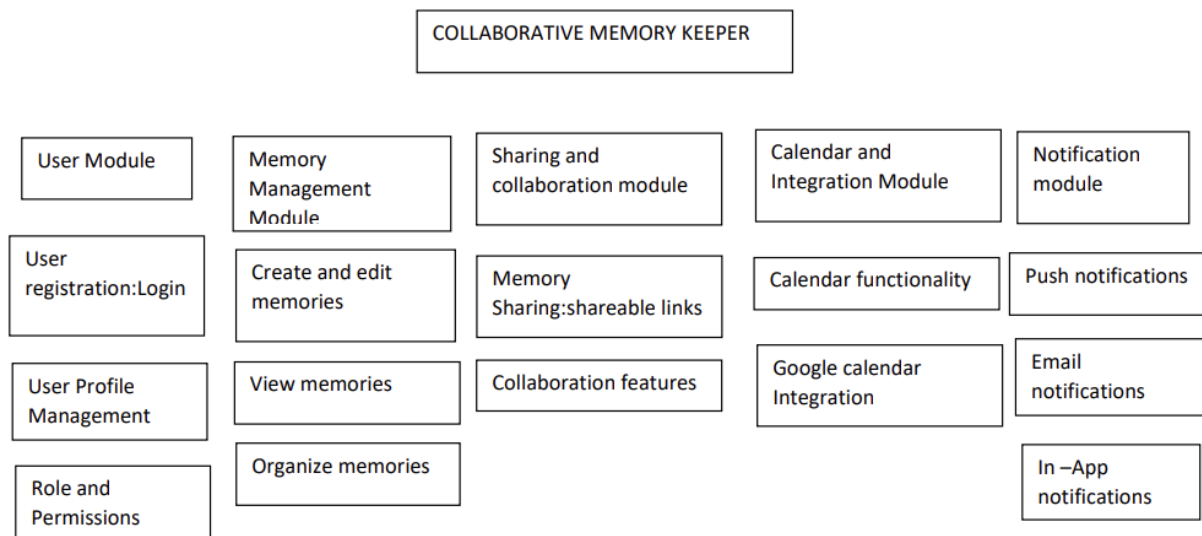 COLLABORATIVE MEMORY KEEPER
User Module
Memory
Management
Module
Sharing and
collaboration module
Calendar and
Integration Module
Notification
module
User
registration:Login
Create and edit
memories
Memory
Sharing:shareable links
Calendar functionality
Push notifications
User Profile
Management
View memories
Collaboration features
Google calendar
Integration
Email
notifications
Organize memories
Role and
Permissions
In –App
notifications